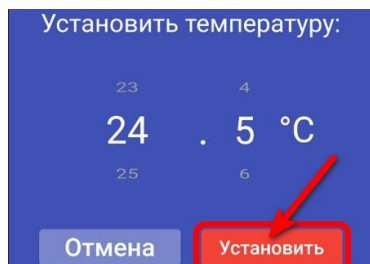 Установить температуру:
23 4
24 . 5 °C
25 6
Отмена Установить